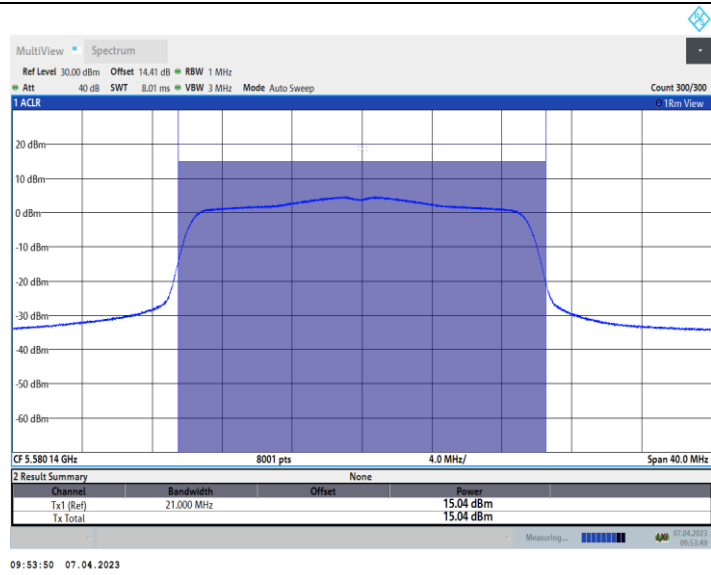 MultiView Spectrum
Ref Level 30.00 dBm Offset 14.41 dB RBW 1 MHz
Att 40 dB SWT 8.01 ms VBW 3 MHz Mode Auto Sweep Count 300/300
1 ACLR 1Rm View
20 dBm
10 dBm
0 dBm
-10 dBm
-20 dBm
-30 dBm
-40 dBm
-50 dBm
-60 dBm
CF 5.580 14 GHz 8001 pts 4.0 MHz/ Span 40.0 MHz
2 Result Summary None
Channel Bandwidth Offset Power
Tx1 (Ref) 21.000 MHz 15.04 dBm
Tx Total 15.04 dBm
Measuring... 07.04.2023
09:53:49
09:53:50 07.04.2023